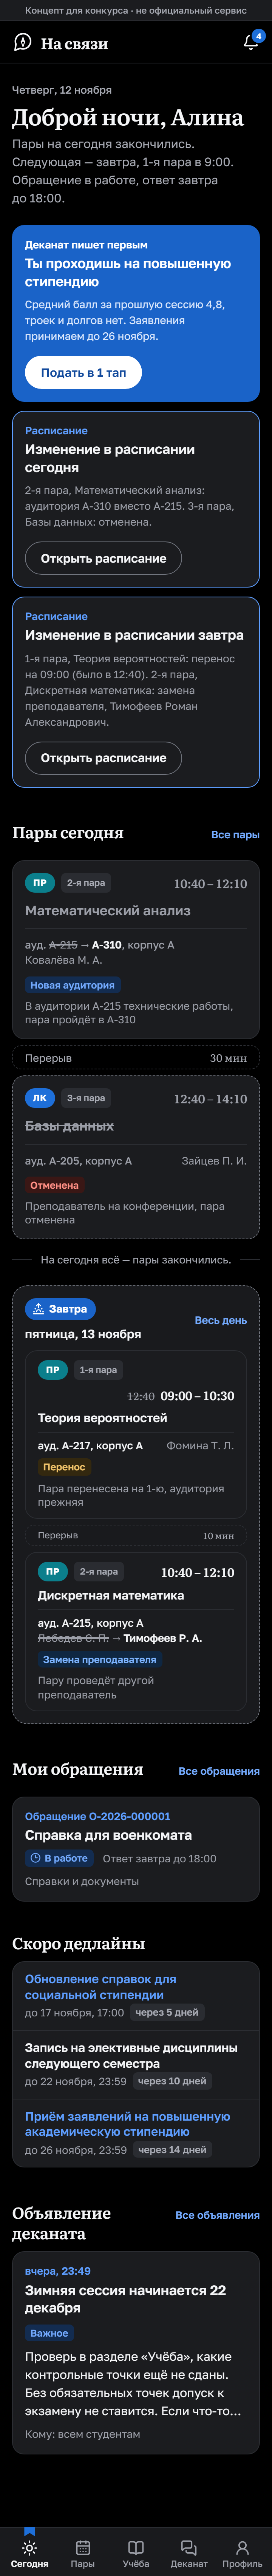 Концепт для конкурса · не официальный сервис
На связи
4
Четверг, 12 ноября
Доброй ночи, Алина
Пары на сегодня закончились.
Следующая — завтра, 1-я пара в 9:00.
Обращение в работе, ответ завтра
до 18:00.
Деканат пишет первым
Ты проходишь на повышенную
стипендию
Средний балл за прошлую сессию 4,8,
троек и долгов нет. Заявления
принимаем до 26 ноября.
Подать в 1 тап
Расписание
Изменение в расписании
сегодня
2-я пара, Математический анализ:
аудитория А-310 вместо А-215. 3-я пара,
Базы данных: отменена.
Открыть расписание
Расписание
Изменение в расписании завтра
1-я пара, Теория вероятностей: перенос
на 09:00 (было в 12:40). 2-я пара,
Дискретная математика: замена
преподавателя, Тимофеев Роман
Александрович.
Открыть расписание
Пары сегодня
Все пары
ПР 2-я пара 10:40 – 12:10
Математический анализ
ауд. А-215 → А-310, корпус А
Ковалёва М. А.
Новая аудитория
В аудитории А-215 технические работы,
пара пройдёт в А-310
Перерыв 30 мин
ЛК 3-я пара 12:40 – 14:10
Базы данных
ауд. А-205, корпус А Зайцев П. И.
Отменена
Преподаватель на конференции, пара
отменена
На сегодня всё — пары закончились.
Завтра
Весь день
пятница, 13 ноября
ПР 1-я пара
12:40 09:00 – 10:30
Теория вероятностей
ауд. А-217, корпус А Фомина Т. Л.
Перенос
Пара перенесена на 1-ю, аудитория
прежняя
Перерыв 10 мин
ПР 2-я пара 10:40 – 12:10
Дискретная математика
ауд. А-215, корпус А
Лебедев С. П. → Тимофеев Р. А.
Замена преподавателя
Пару проведёт другой
преподаватель
Мои обращения
Все обращения
Обращение О-2026-000001
Справка для военкомата
В работе Ответ завтра до 18:00
Справки и документы
Скоро дедлайны
Обновление справок для
социальной стипендии
до 17 ноября, 17:00 через 5 дней
Запись на элективные дисциплины
следующего семестра
до 22 ноября, 23:59 через 10 дней
Приём заявлений на повышенную
академическую стипендию
до 26 ноября, 23:59 через 14 дней
Объявление
деканата
Все объявления
вчера, 23:49
Зимняя сессия начинается 22
декабря
Важное
Проверь в разделе «Учёба», какие
контрольные точки ещё не сданы.
Без обязательных точек допуск к
экзамену не ставится. Если что-то…
Кому: всем студентам
Сегодня Пары Учёба Деканат Профиль